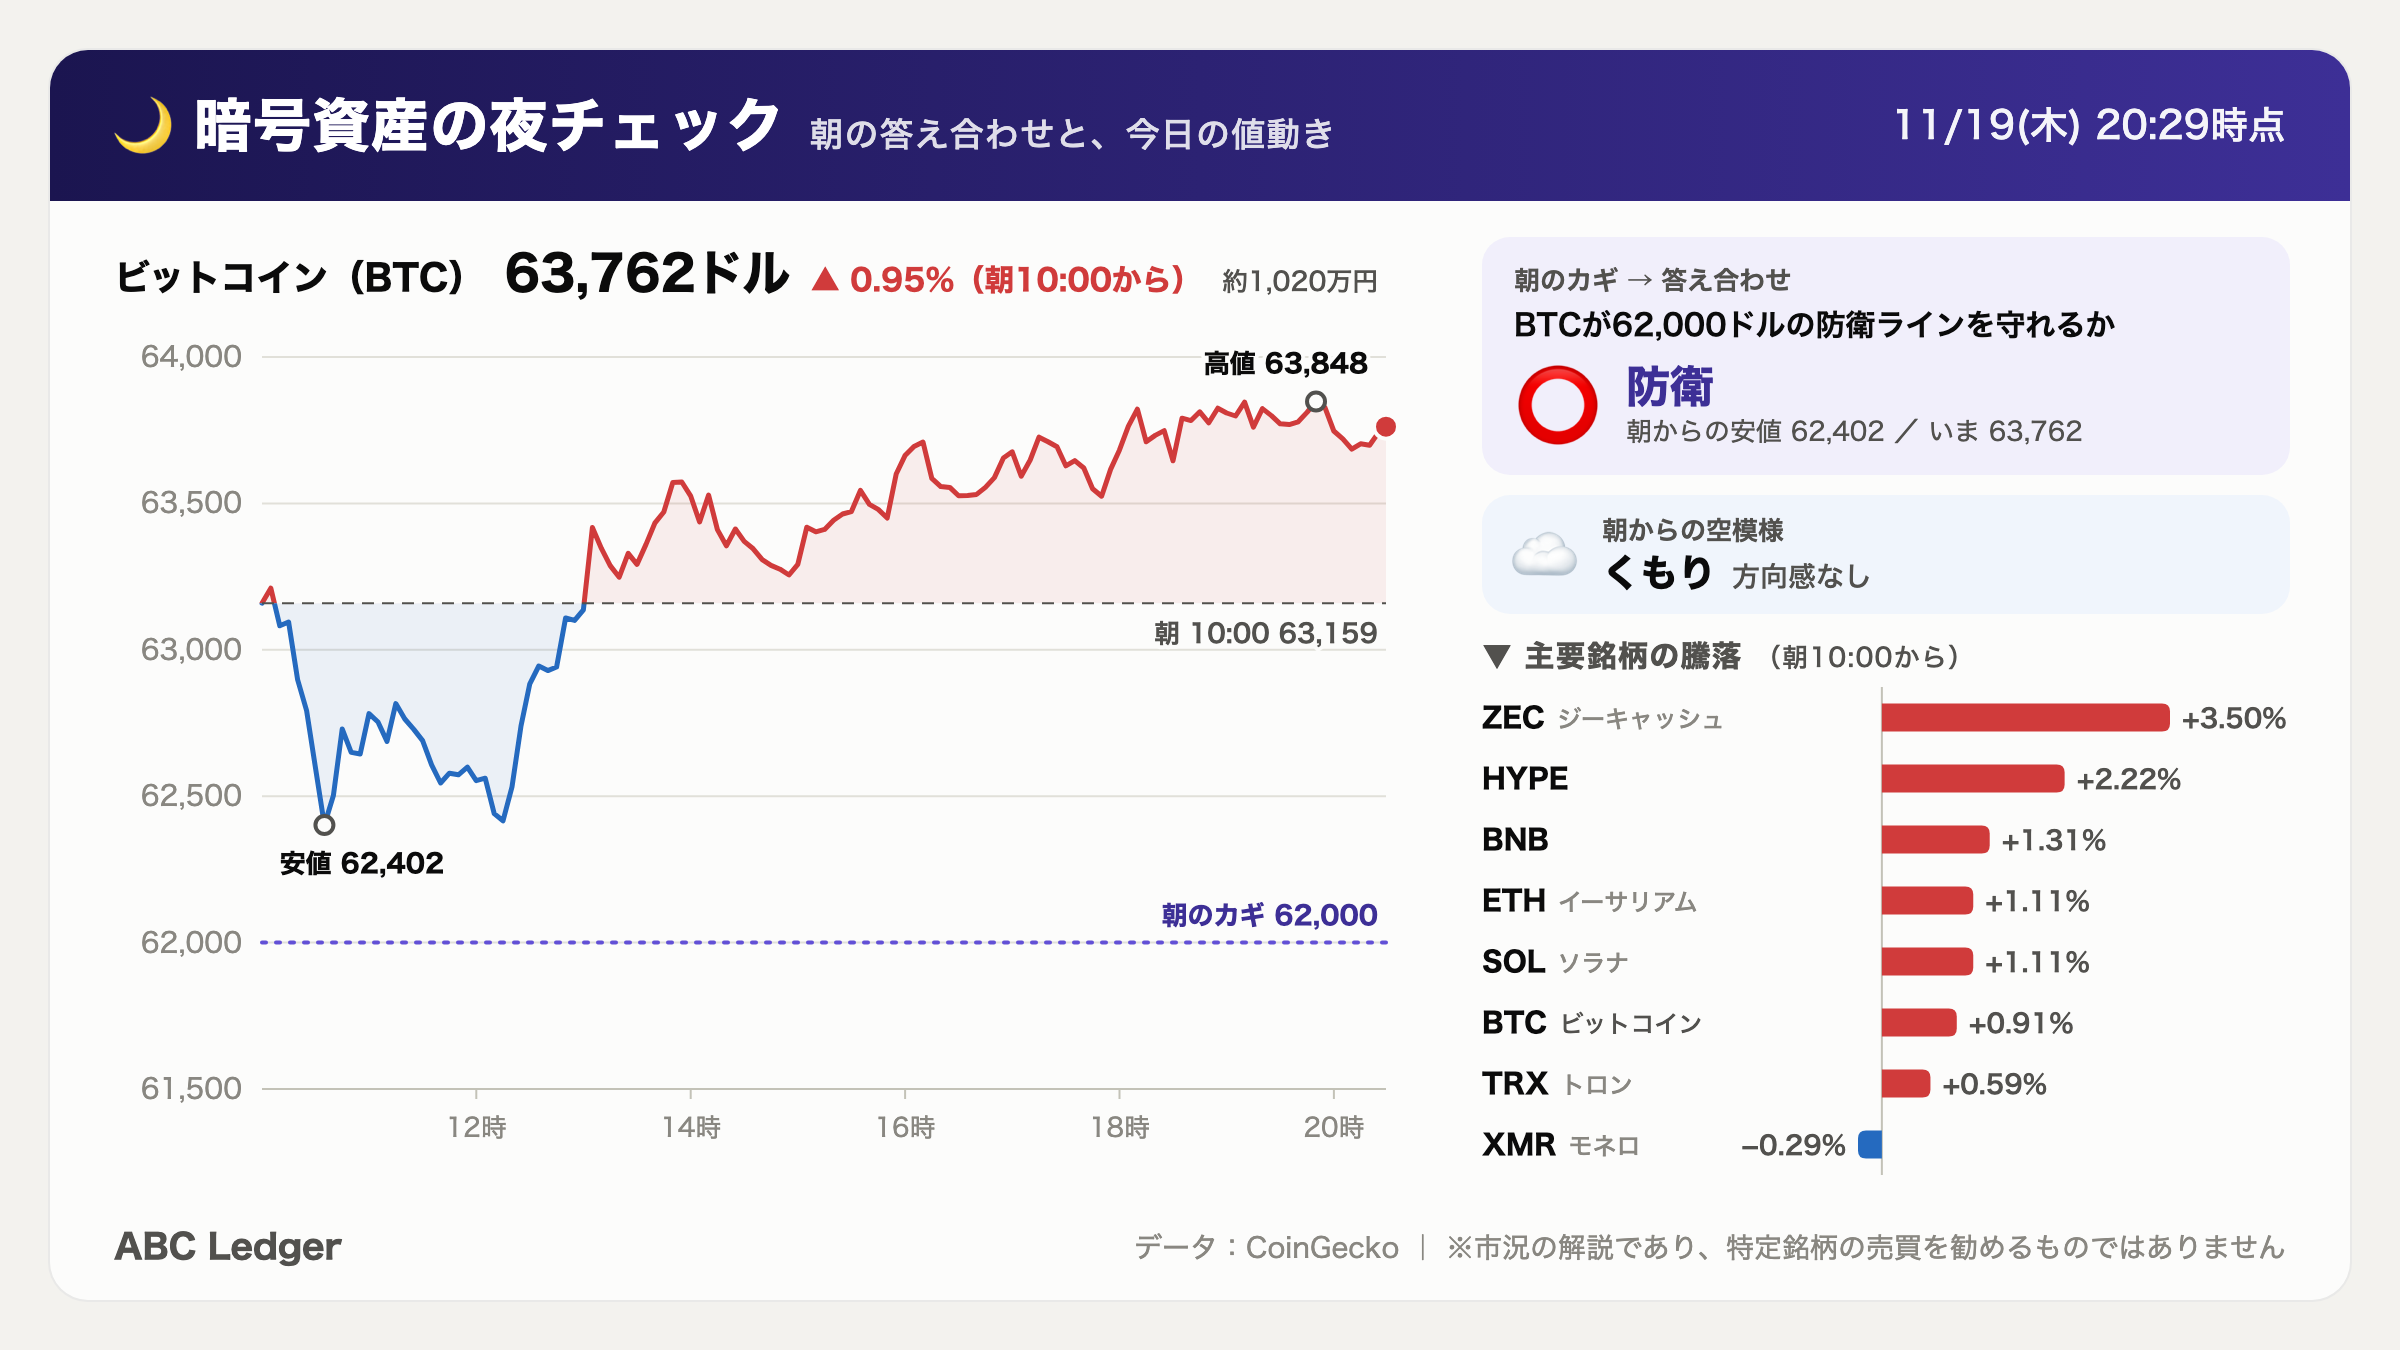 🌙 暗号資産の夜チェック 朝の答え合わせと、今日の値動き
11/19(木) 20:29時点
ビットコイン（BTC） 63,762ドル ▲ 0.95%（朝10:00から） 約1,020万円
64,000
63,500
63,000
62,500
62,000
61,500
高値 63,848
朝 10:00 63,159
安値 62,402
朝のカギ 62,000
12時 14時 16時 18時 20時
朝のカギ → 答え合わせ
BTCが62,000ドルの防衛ラインを守れるか
⭕ 防衛
朝からの安値 62,402 ／ いま 63,762
朝からの空模様
くもり 方向感なし
▼ 主要銘柄の騰落 （朝10:00から）
ZEC ジーキャッシュ +3.50%
HYPE +2.22%
BNB +1.31%
ETH イーサリアム +1.11%
SOL ソラナ +1.11%
BTC ビットコイン +0.91%
TRX トロン +0.59%
XMR モネロ −0.29%
ABC Ledger
データ：CoinGecko ｜ ※市況の解説であり、特定銘柄の売買を勧めるものではありません